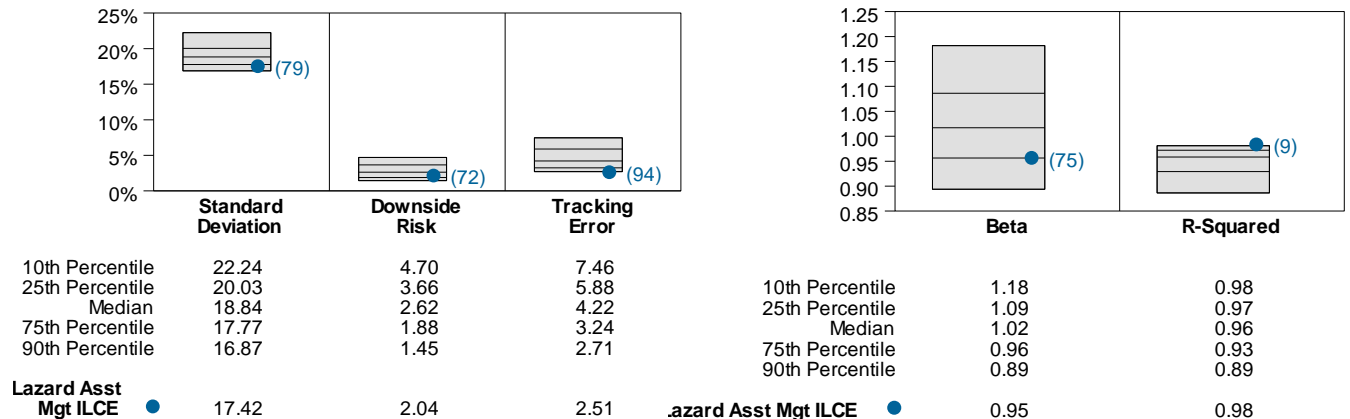 25%
20%
15%
10%
5%
0%
(79)
(72)
(94)
Standard Deviation
Downside Risk
Tracking Error
10th Percentile 22.24 4.70 7.46
25th Percentile 20.03 3.66 5.88
Median 18.84 2.62 4.22
75th Percentile 17.77 1.88 3.24
90th Percentile 16.87 1.45 2.71
Lazard Asst
Mgt ILCE 17.42 2.04 2.51
1.25
1.20
1.15
1.10
1.05
1.00
0.95
0.90
0.85
(75)
(9)
Beta
R-Squared
10th Percentile 1.18 0.98
25th Percentile 1.09 0.97
Median 1.02 0.96
75th Percentile 0.96 0.93
90th Percentile 0.89 0.89
azard Asst Mgt ILCE 0.95 0.98